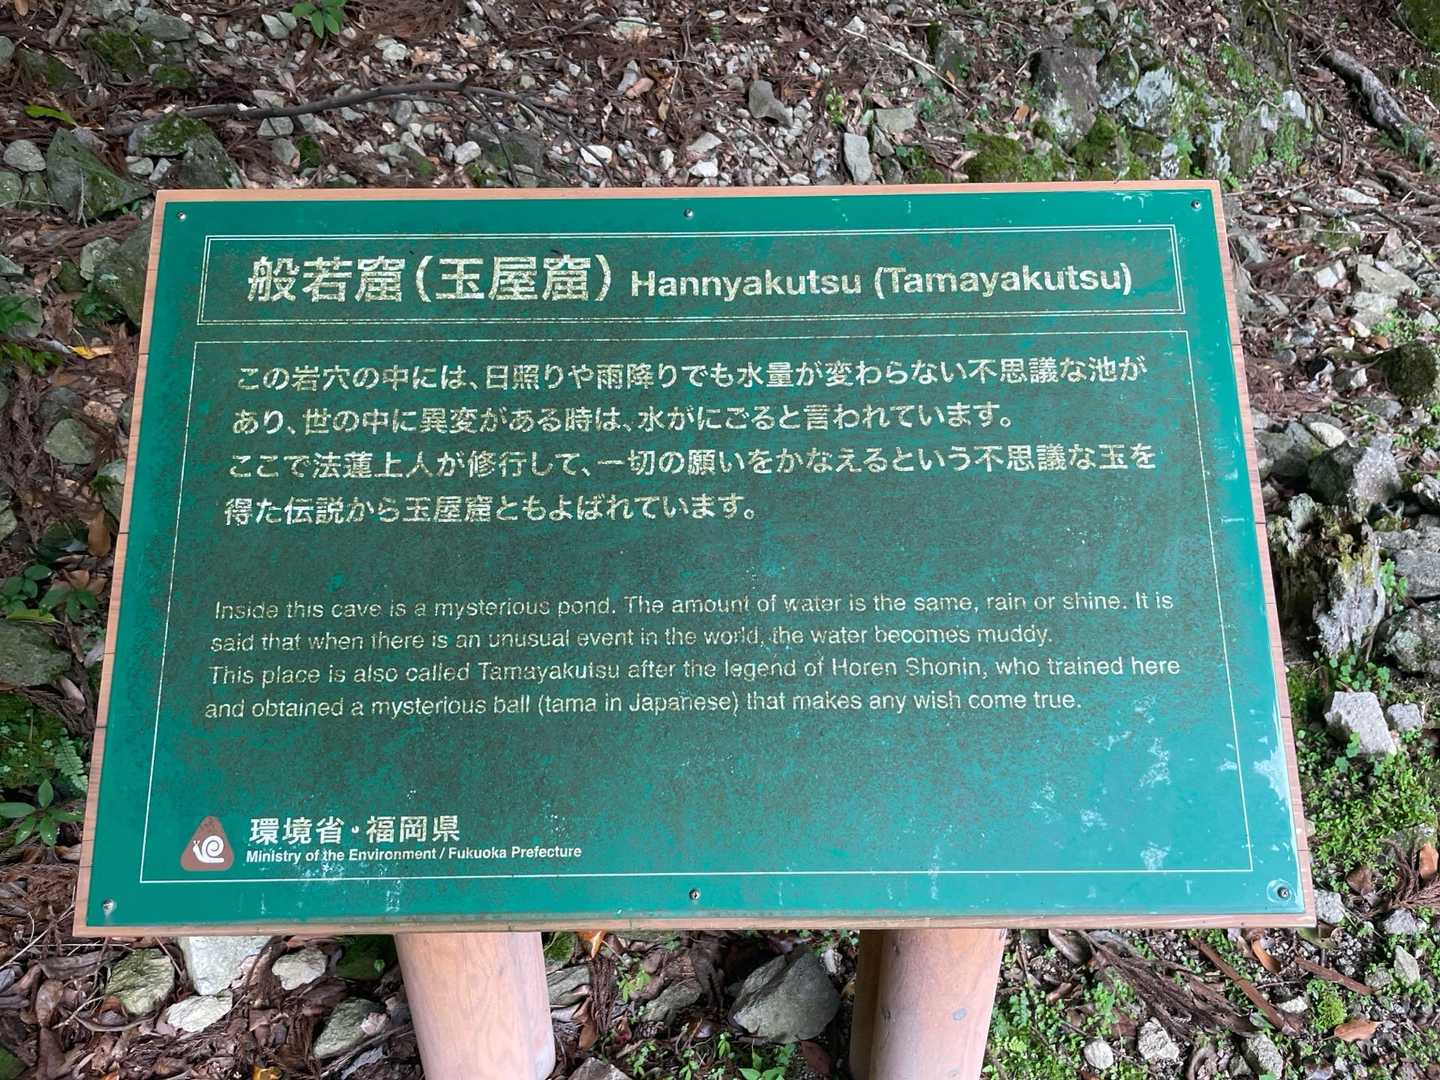 般若窟(玉屋窟) Hannyakutsu (Tamayakutsu)
この岩穴の中には、日照りや雨降りでも水量が変わらない不思議な池が
あり、世の中に異変がある時は、水がにごると言われています。
ここで法蓮上人が修行して、一切の願いをかなえるという不思議な玉を
得た伝説から玉屋窟ともよばれています。
Inside this cave is a mysterious pond. The amount of water is the same, rain or shine. It is
said that when there is an unusual event in the world, the water becomes muddy.
This place is also called Tamayakutsu after the legend of Horen Shonin, who trained here
and obtained a mysterious ball (tama in Japanese) that makes any wish come true.
環境省・福岡県
Ministry of the Environment / Fukuoka Prefecture